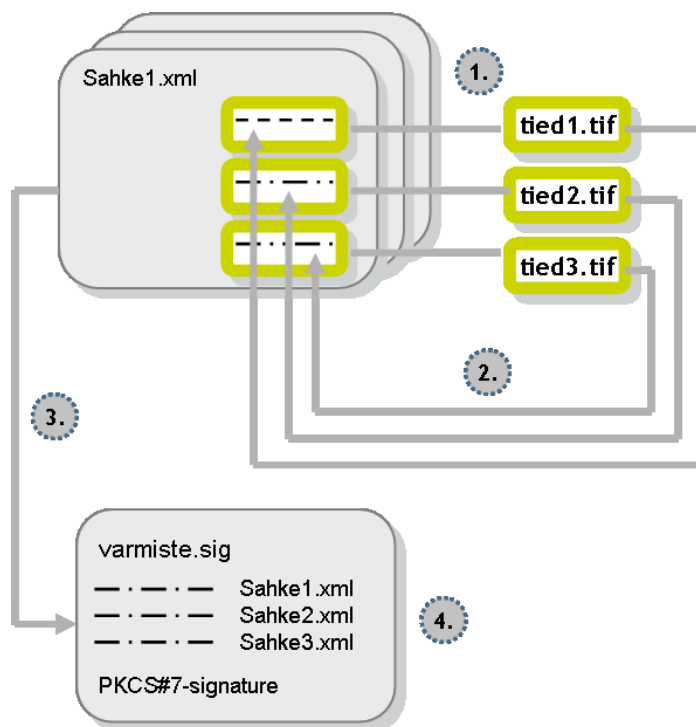 1.
Sahke1.xml
tied1.tif
tied2.tif
tied3.tif
2.
3.
varmiste.sig
Sahke1.xml
Sahke2.xml
Sahke3.xml
4.
PKCS#7-signature